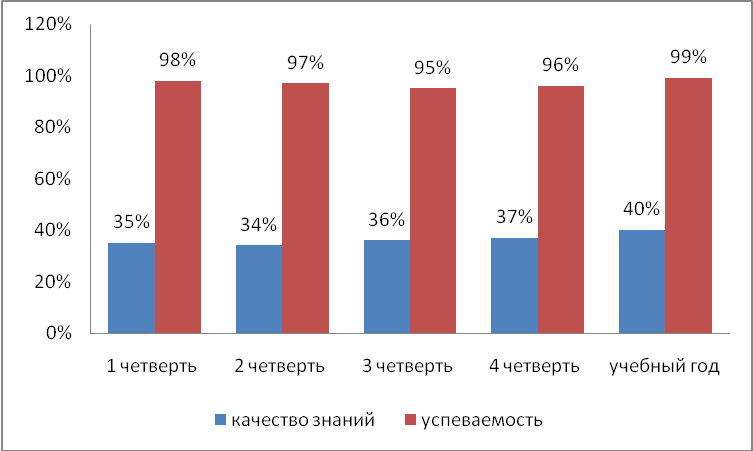 120%
100%
80%
60%
40%
20%
0%
35%
98%
34%
97%
36%
95%
37%
96%
40%
99%
1 четверть
2 четверть
3 четверть
4 четверть
учебный год
качество знаний
успеваемость